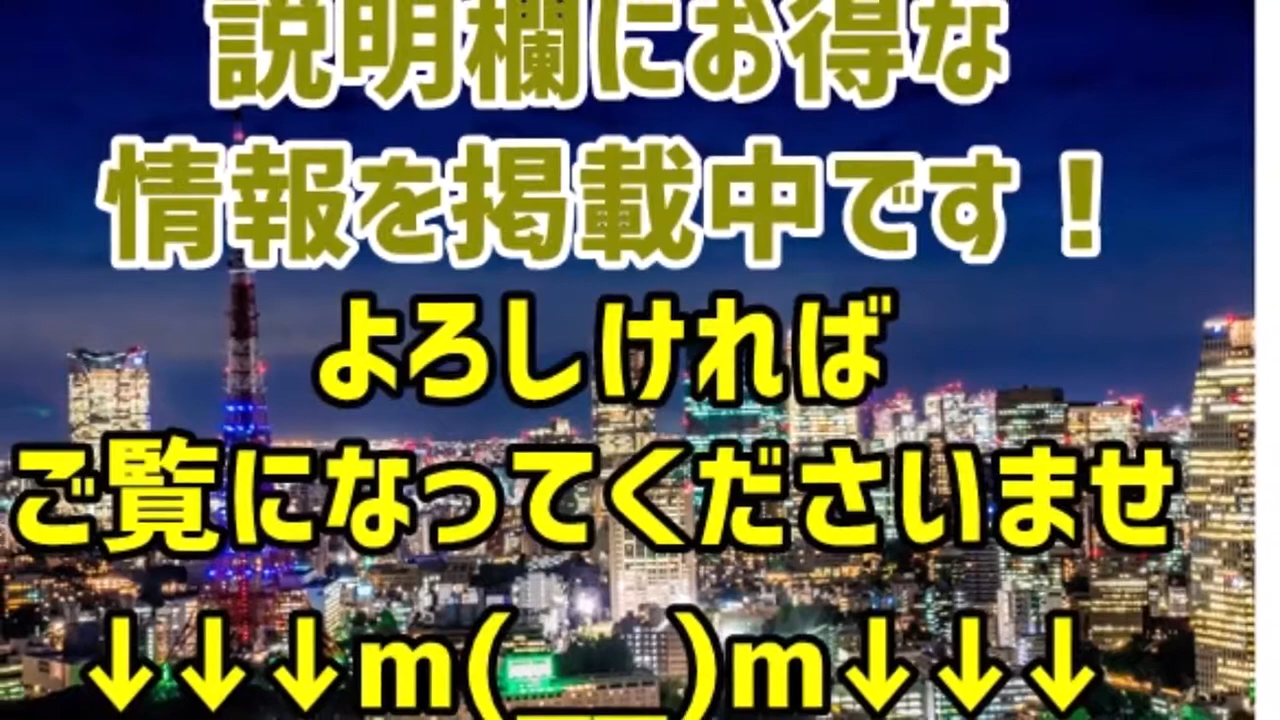 説明欄にお得な
情報を掲載中です！
よろしければ
ご覧になってくださいませ
↓↓↓m(__)m↓↓↓